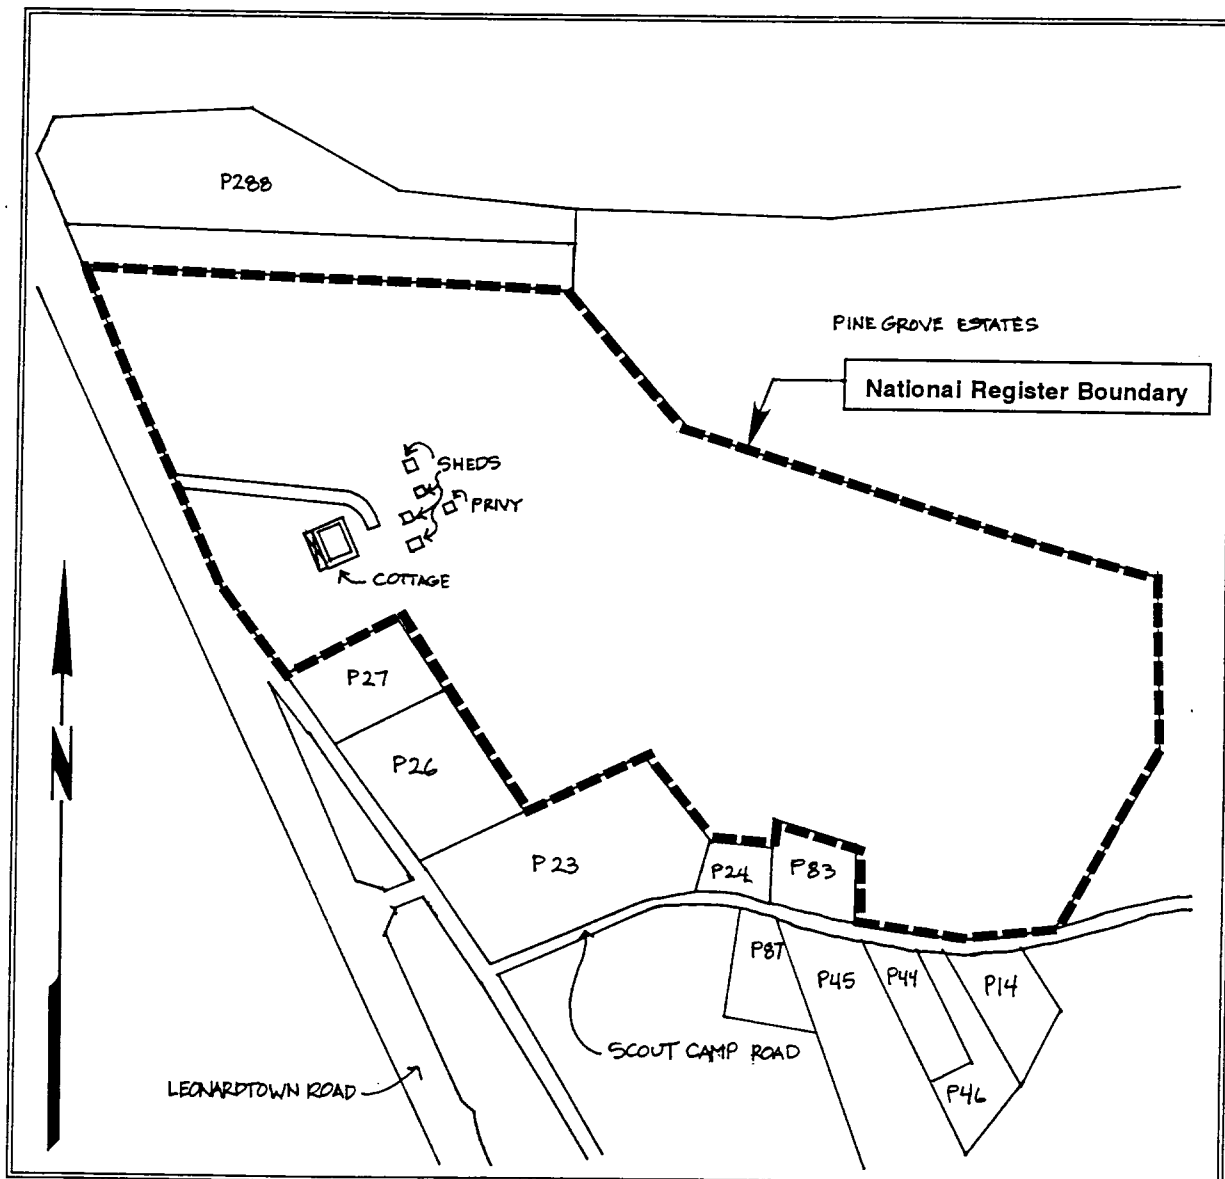 P288
PINE GROVE ESTATES
National Register Boundary
SHEDS
PRIVY
COTTAGE
P27
P26
P23
P24
P83
N
P87
P45
P44
P14
SCOUT CAMP ROAD
LEONARDTOWN ROAD
P46